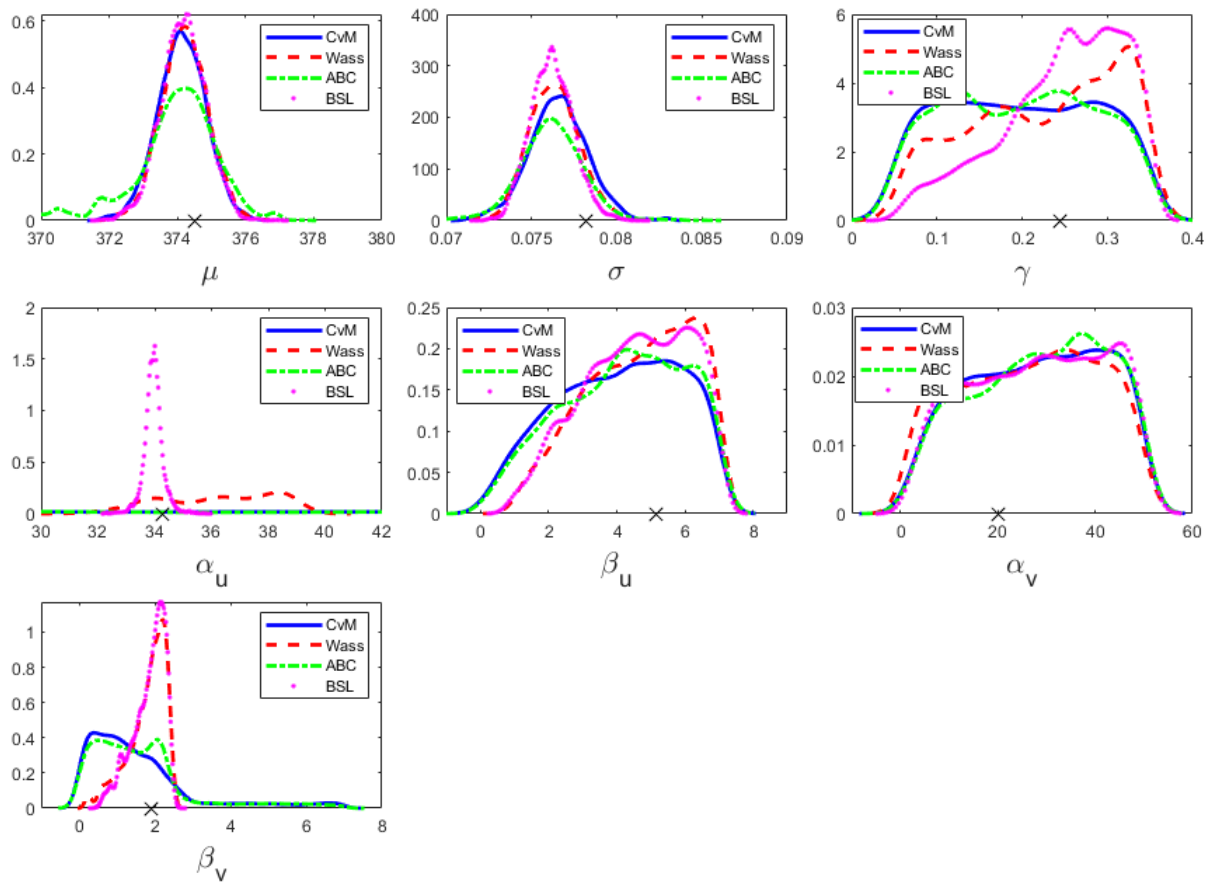 0.6
0.4
0.2
0
370 372 374 376 378 380
μ
CvM
Wass
ABC
BSL
400
300
200
100
0
0.07 0.075 0.08 0.085 0.09
σ
CvM
Wass
ABC
BSL
6
4
2
0
0 0.1 0.2 0.3 0.4
γ
CvM
Wass
ABC
BSL
2
1.5
1
0.5
0
30 32 34 36 38 40 42
α_u
CvM
Wass
ABC
BSL
0.25
0.2
0.15
0.1
0.05
0
0 2 4 6 8
β_u
CvM
Wass
ABC
BSL
0.03
0.02
0.01
0
0 20 40 60
α_v
CvM
Wass
ABC
BSL
1
0.8
0.6
0.4
0.2
0
0 2 4 6 8
β_v
CvM
Wass
ABC
BSL